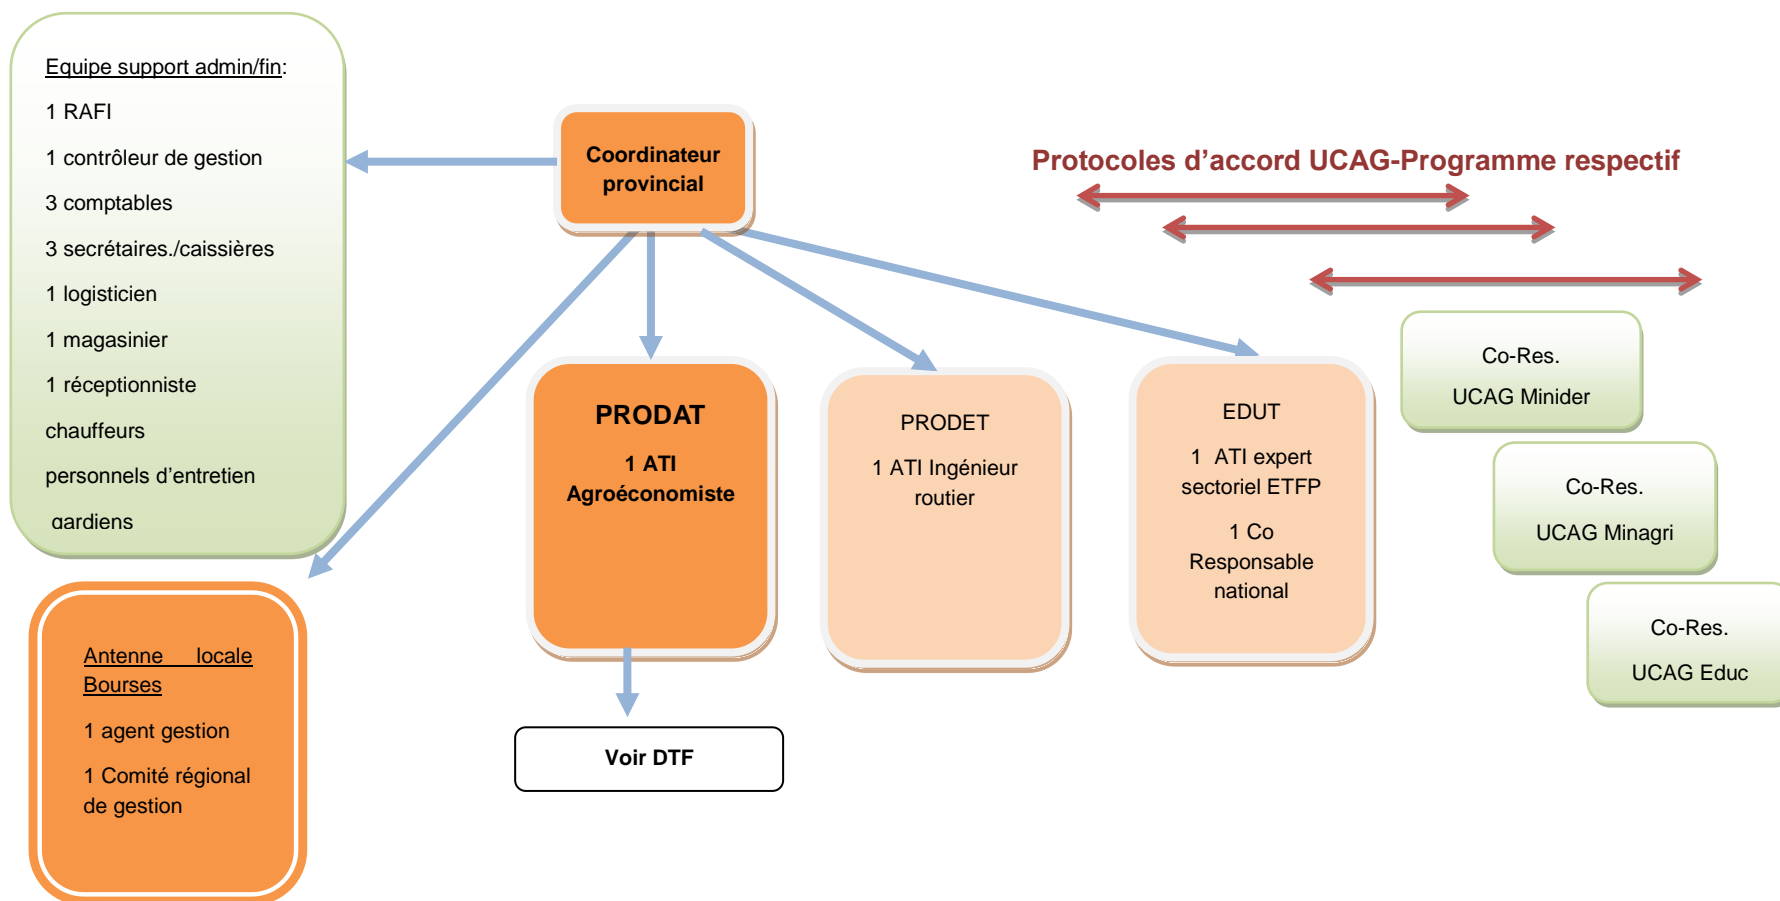 Equipe support admin/fin:
1 RAFI
1 contrôleur de gestion
3 comptables
3 secrétaires./caissières
1 logisticien
1 magasinier
1 réceptionniste
chauffeurs
personnels d'entretien
gardiens
Antenne locale
Bourses
1 agent gestion
1 Comité régional
de gestion
Coordinateur
provincial
PRODAT
1 ATI
Agroéconomiste
Voir DTF
PRODET
1 ATI Ingénieur
routier
EDUT
1 ATI expert
sectoriel ETFP
1 Co
Responsable
national
Protocoles d'accord UCAG-Programme respectif
Co-Res.
UCAG Minider
Co-Res.
UCAG Minagri
Co-Res.
UCAG Educ